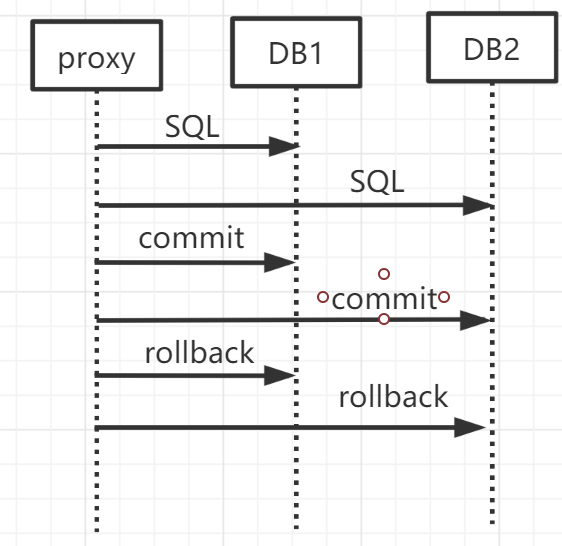 proxy
DB1
DB2
SQL
SQL
commit
commit
rollback
rollback